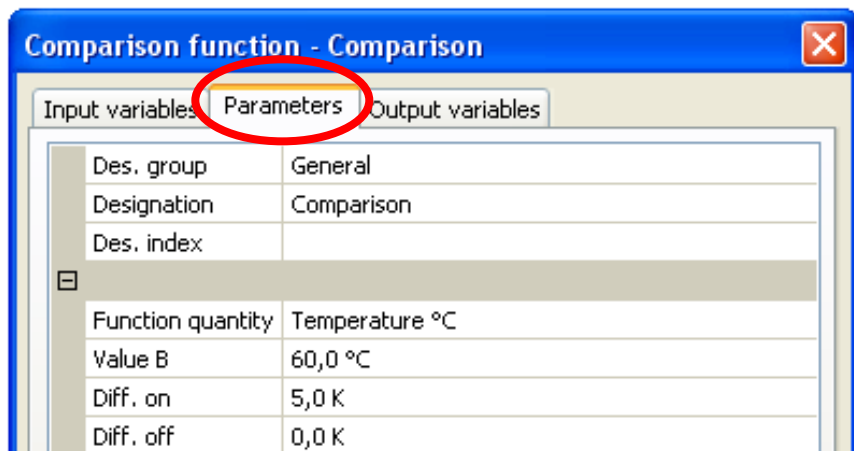 Comparison function - Comparison
Input variables Parameters Output variables
Des. group General
Designation Comparison
Des. index
Function quantity Temperature °C
Value B 60,0 °C
Diff. on 5,0 K
Diff. off 0,0 K